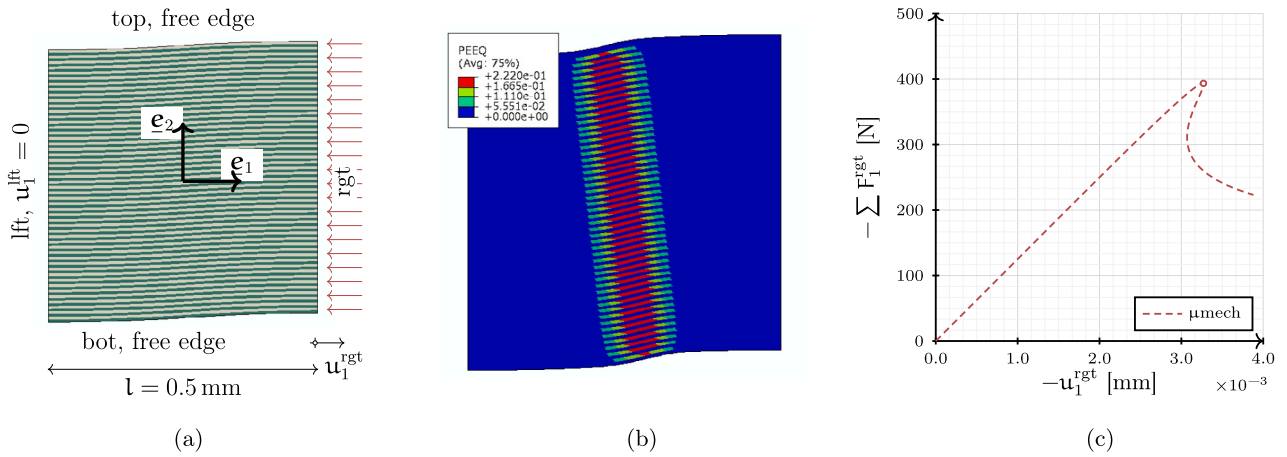 top, free edge
lft, u₁ˡᶠᵗ = 0
e₂
e₁
rgt
bot, free edge
u₁ʳᵍᵗ
l = 0.5 mm
(a)
PEEQ
(Avg: 75%)
+2.220e-01
+1.665e-01
+1.110e-01
+5.551e-02
+0.000e+00
(b)
500
400
300
200
100
0
− ∑ F₁ʳᵍᵗ [N]
μmech
0.0 1.0 2.0 3.0 4.0
−u₁ʳᵍᵗ [mm]
×10⁻³
(c)